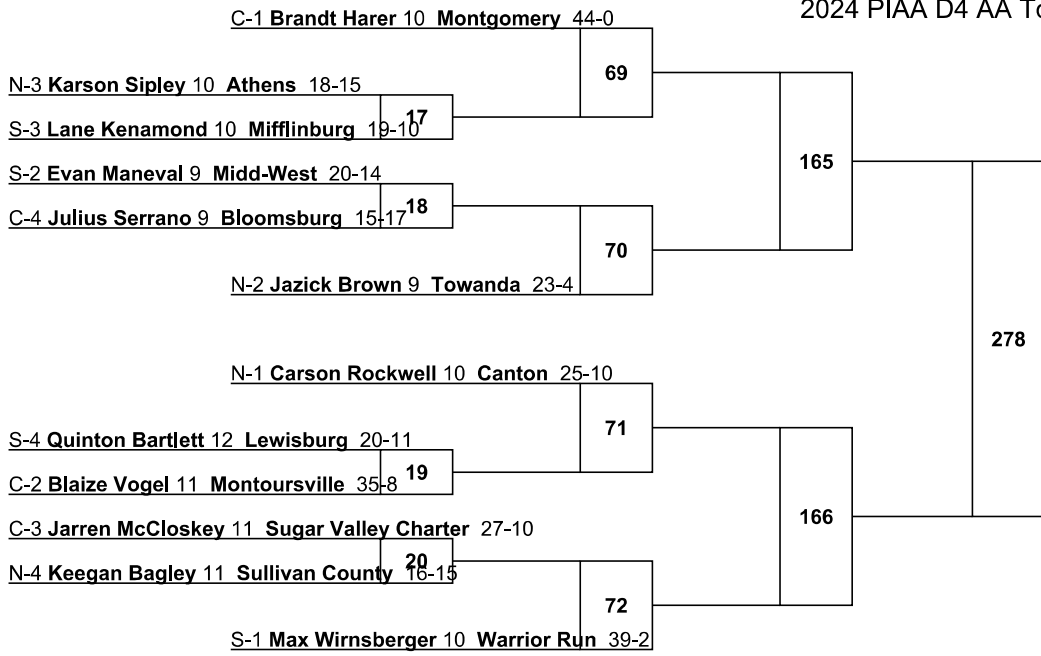 2024 PIAA D4 AA To
C-1 Brandt Harer 10 Montgomery 44-0
69
N-3 Karson Sipley 10 Athens 18-15
17
S-3 Lane Kenamond 10 Mifflinburg 19-10
165
S-2 Evan Maneval 9 Midd-West 20-14
18
C-4 Julius Serrano 9 Bloomsburg 15-17
70
N-2 Jazick Brown 9 Towanda 23-4
278
N-1 Carson Rockwell 10 Canton 25-10
71
S-4 Quinton Bartlett 12 Lewisburg 20-11
19
C-2 Blaize Vogel 11 Montoursville 35-8
166
C-3 Jarren McCloskey 11 Sugar Valley Charter 27-10
20
N-4 Keegan Bagley 11 Sullivan County 16-15
72
S-1 Max Wirnsberger 10 Warrior Run 39-2